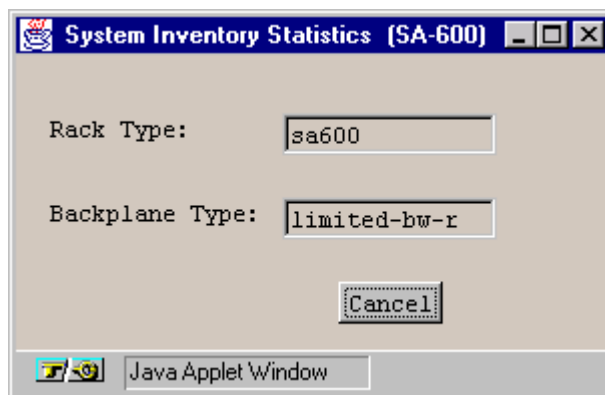 System Inventory Statistics (SA-600)
Rack Type: sa600
Backplane Type: limited-bw-r
Cancel
Java Applet Window